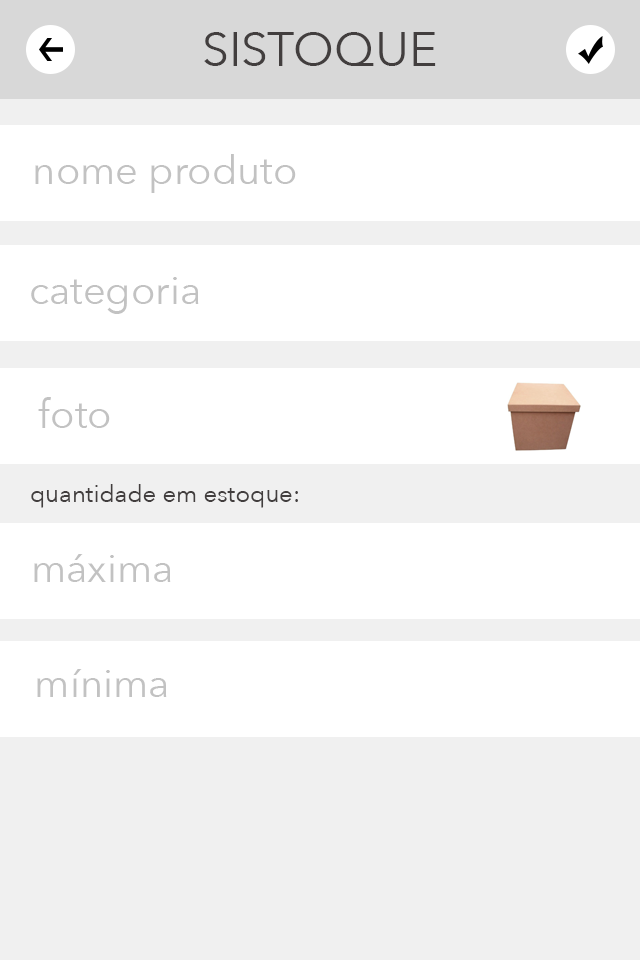 SISTOQUE
nome produto
categoria
foto
quantidade em estoque:
máxima
mínima